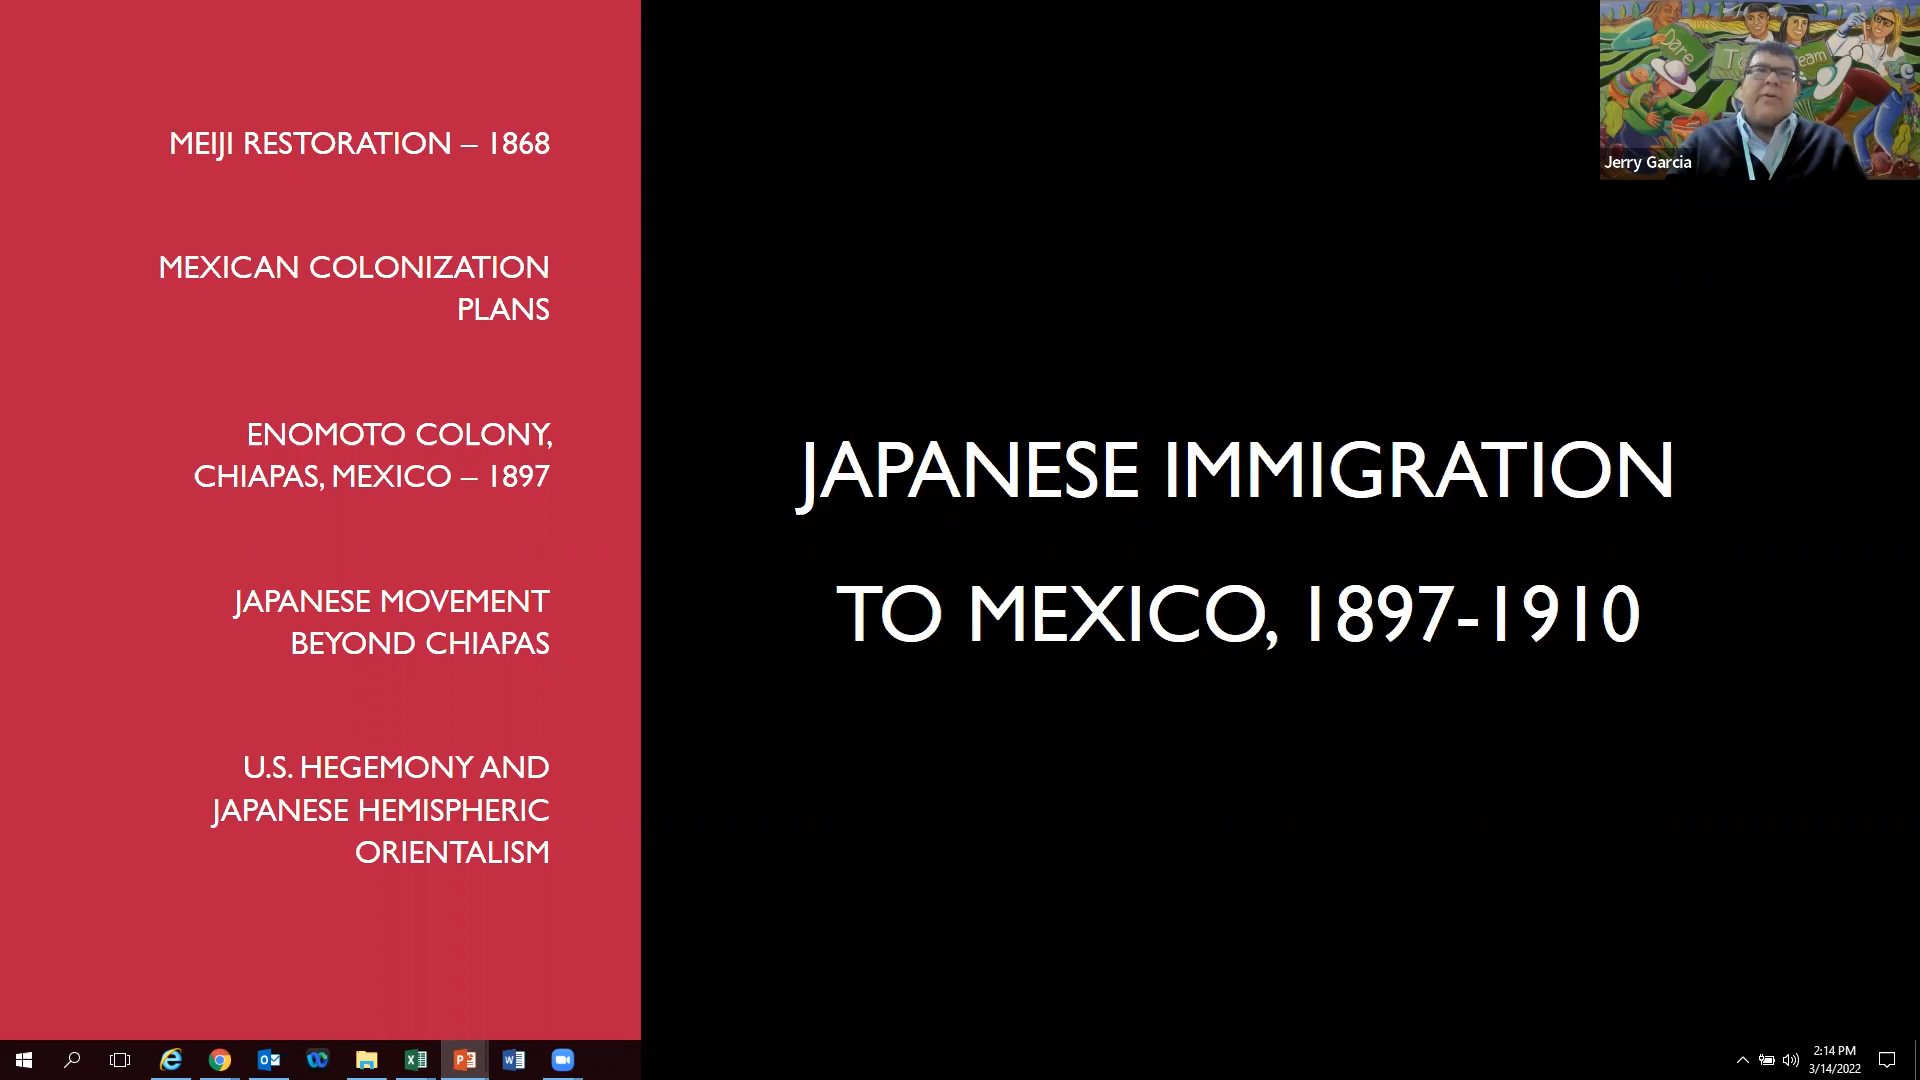 MEIJI RESTORATION – 1868
MEXICAN COLONIZATION
PLANS
ENOMOTO COLONY,
CHIAPAS, MEXICO – 1897
JAPANESE MOVEMENT
BEYOND CHIAPAS
U.S. HEGEMONY AND
JAPANESE HEMISPHERIC
ORIENTALISM
JAPANESE IMMIGRATION
TO MEXICO, 1897-1910
Dare
Jerry Garcia
2:14 PM
3/14/2022